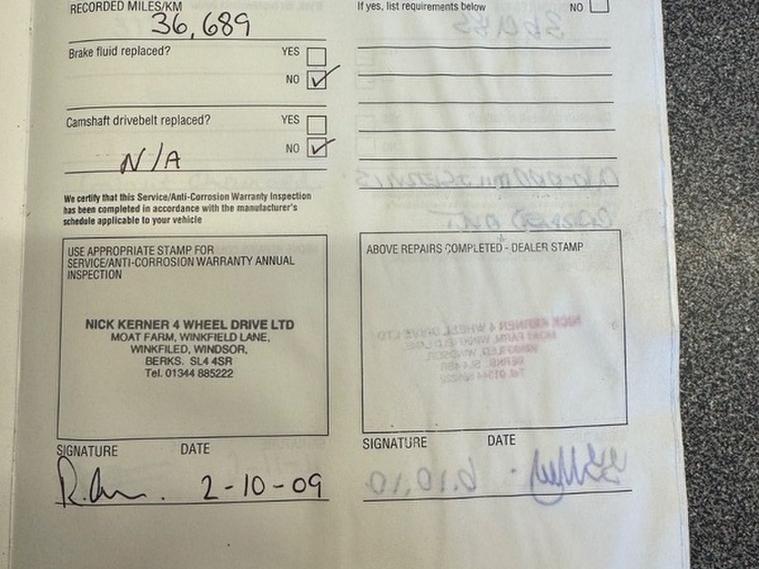 RECORDED MILES/KM
36,689
Brake fluid replaced? YES
NO ✓
Camshaft drivebelt replaced? YES
NO ✓
N/A
We certify that this Service/Anti-Corrosion Warranty Inspection
has been completed in accordance with the manufacturer's
schedule applicable to your vehicle
USE APPROPRIATE STAMP FOR
SERVICE/ANTI-CORROSION WARRANTY ANNUAL
INSPECTION
NICK KERNER 4 WHEEL DRIVE LTD
MOAT FARM, WINKFIELD LANE,
WINKFILED, WINDSOR,
BERKS. SL4 4SR
Tel. 01344 885222
SIGNATURE DATE
2-10-09
If yes, list requirements below NO
ABOVE REPAIRS COMPLETED - DEALER STAMP
SIGNATURE DATE